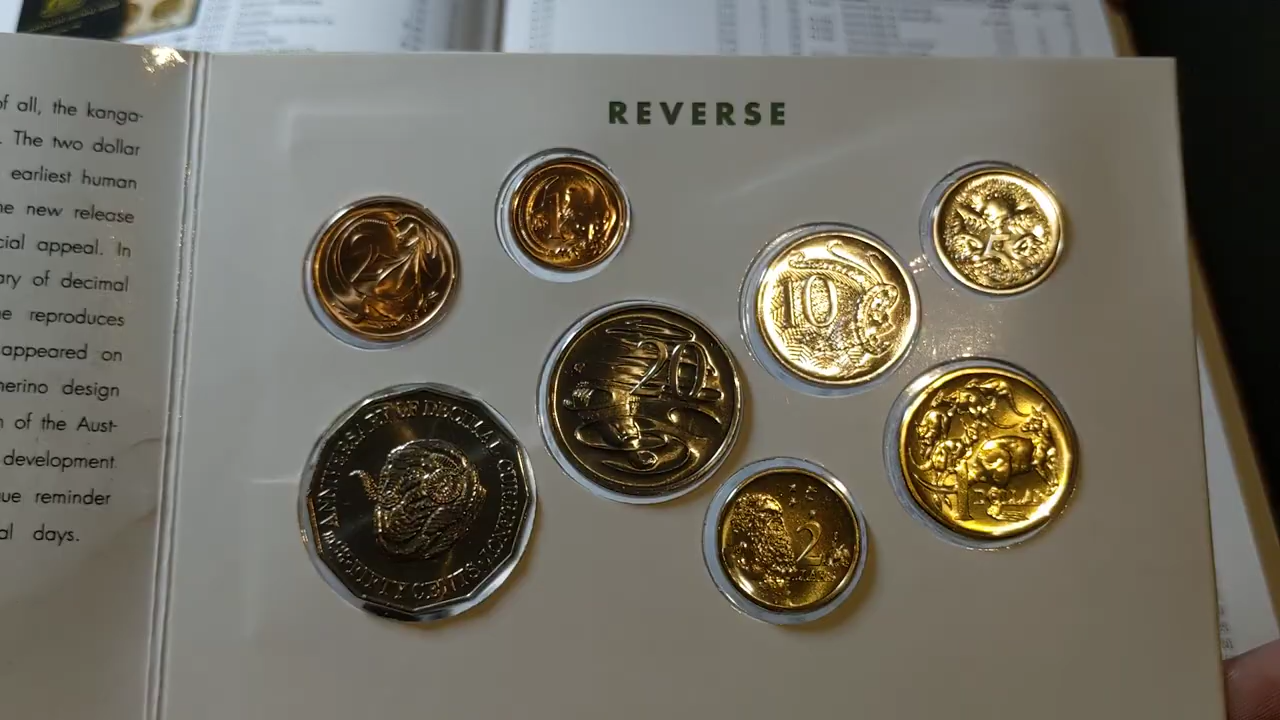 of all, the kanga-
. The two dollar
earliest human
ne new release
cial appeal. In
ary of decimal
ne reproduces
appeared on
merino design
n of the Aust-
development
ue reminder
al days.
REVERSE
2
1
5
10
20
ANNIVERSARY OF DECIMAL CURRENCY
FIFTY CENTS
2
DOLLARS
1
DOLLAR